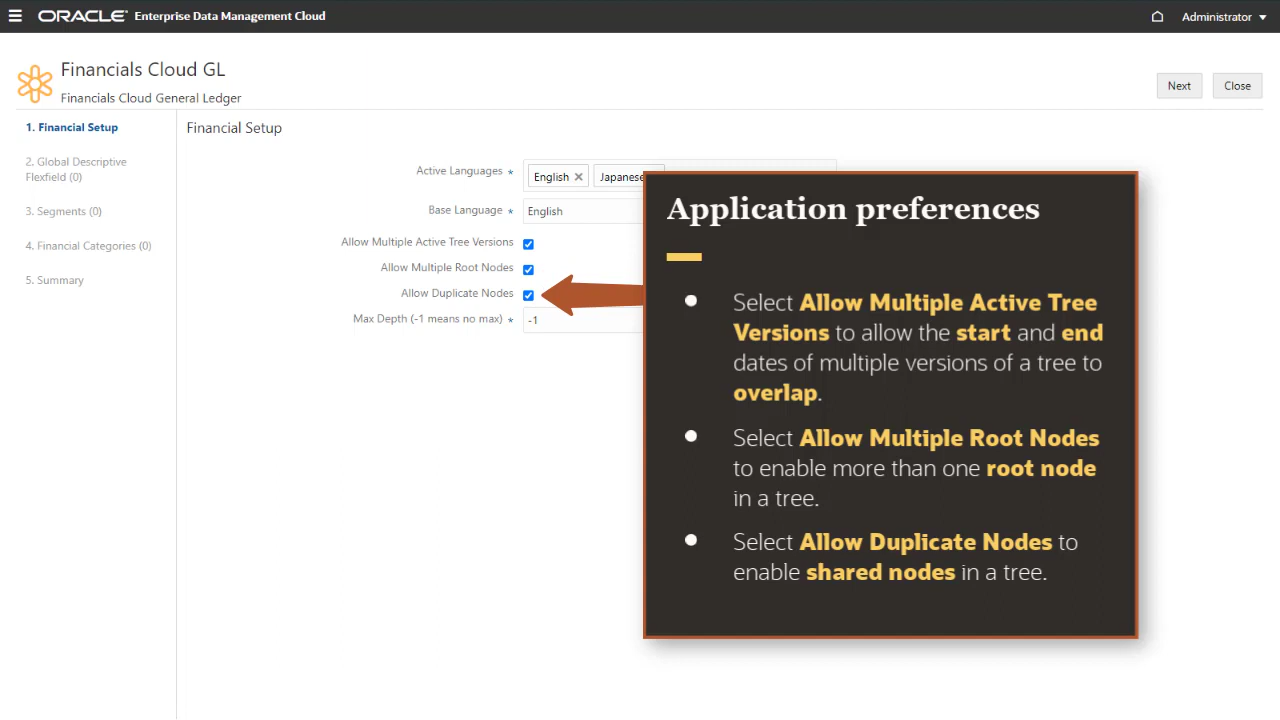 ORACLE® Enterprise Data Management Cloud
Administrator
Financials Cloud GL
Financials Cloud General Ledger
Next
Close
1. Financial Setup
2. Global Descriptive
Flexfield (0)
3. Segments (0)
4. Financial Categories (0)
5. Summary
Financial Setup
Active Languages *
English
Japanese
Base Language *
English
Allow Multiple Active Tree Versions
Allow Multiple Root Nodes
Allow Duplicate Nodes
Max Depth (-1 means no max) *
-1
Application preferences
• Select Allow Multiple Active Tree
Versions to allow the start and end
dates of multiple versions of a tree to
overlap.
• Select Allow Multiple Root Nodes
to enable more than one root node
in a tree.
• Select Allow Duplicate Nodes to
enable shared nodes in a tree.